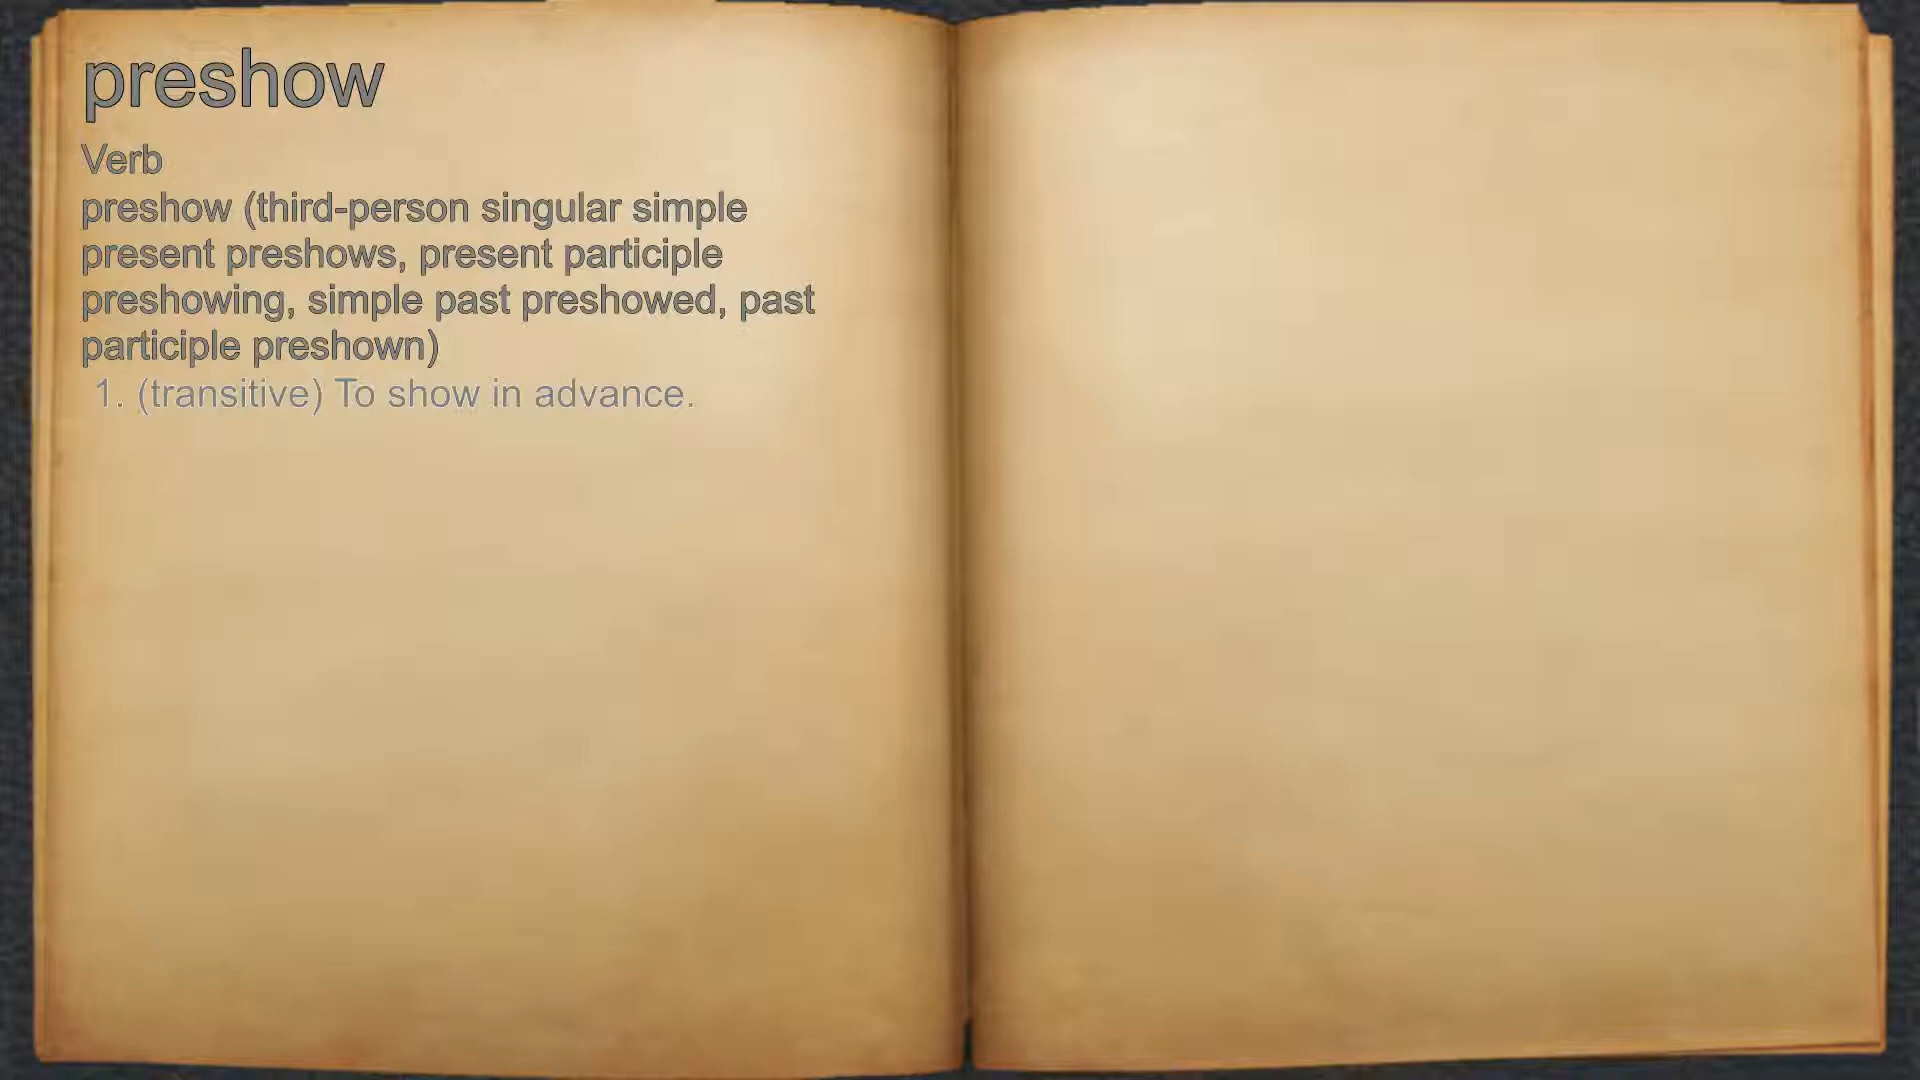 preshow
Verb
preshow (third-person singular simple
present preshows, present participle
preshowing, simple past preshowed, past
participle preshown)
1. (transitive) To show in advance.